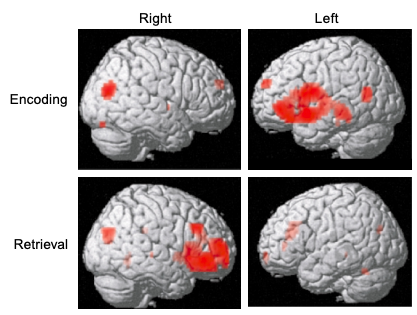 Right
Left
Encoding
Retrieval